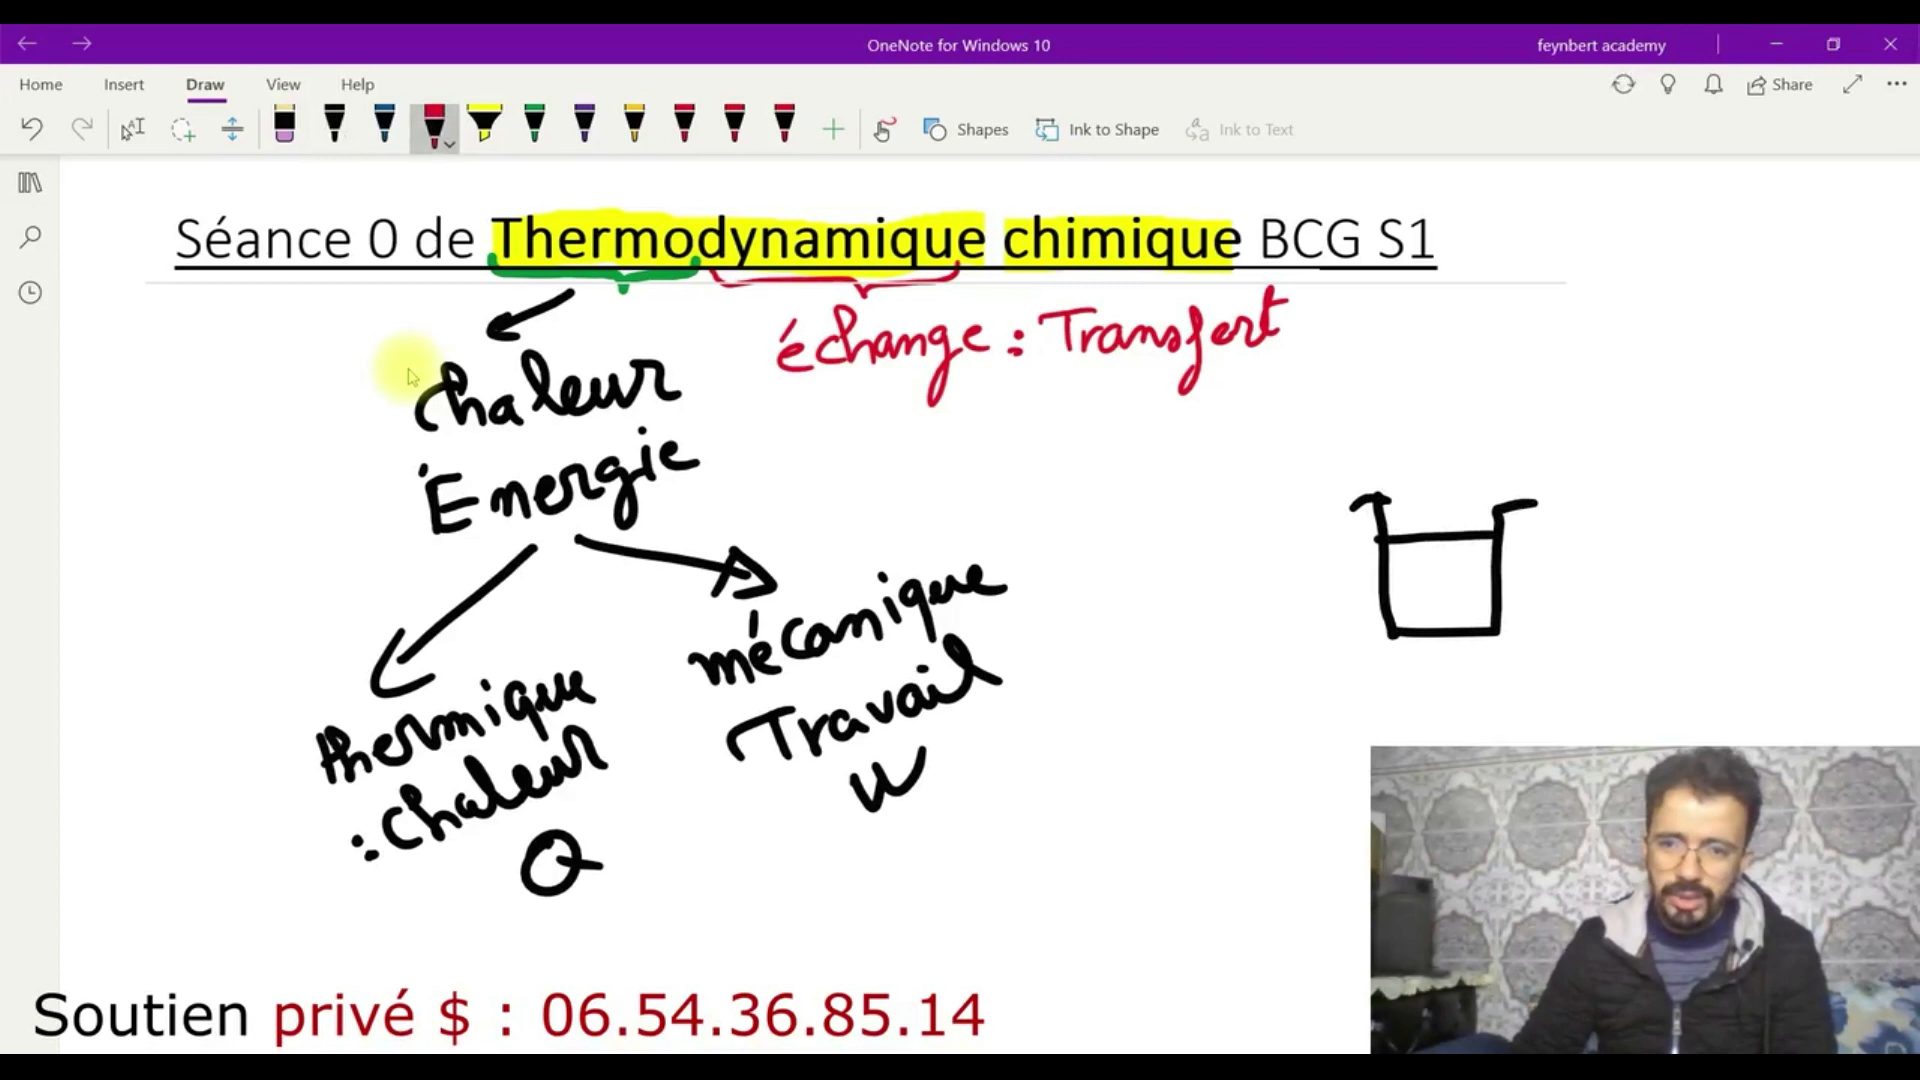 OneNote for Windows 10
feynbert academy
Home Insert Draw View Help
Share
Shapes Ink to Shape Ink to Text
Séance 0 de Thermodynamique chimique BCG S1
échange : Transfert
Chaleur
Énergie
mécanique
Travail
W
thermique
: Chaleur
Q
Soutien privé $ : 06.54.36.85.14